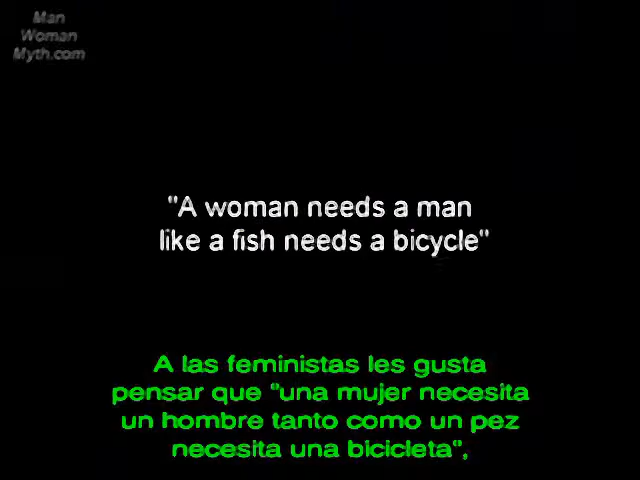 Man
Woman
Myth.com
"A woman needs a man
like a fish needs a bicycle"
A las feministas les gusta
pensar que "una mujer necesita
un hombre tanto como un pez
necesita una bicicleta",